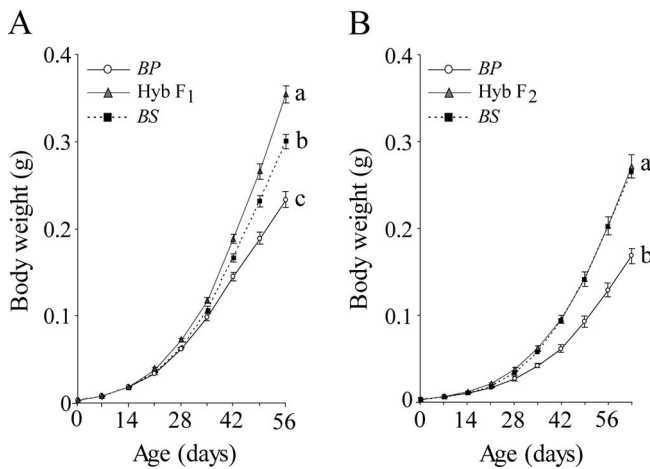 A
0.4
0.3
0.2
0.1
0
Body weight (g)
BP
Hyb F1
BS
a
b
c
0 14 28 42 56
Age (days)
B
0.4
0.3
0.2
0.1
0
Body weight (g)
BP
Hyb F2
BS
a
b
0 14 28 42 56
Age (days)